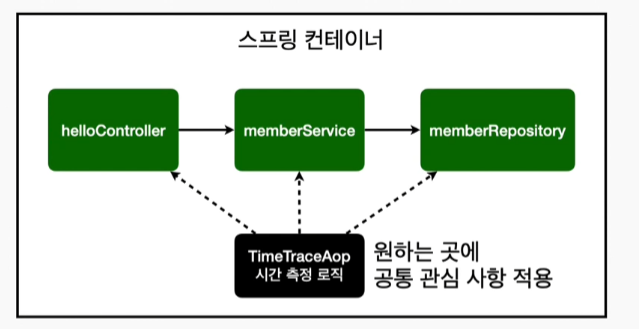 스프링 컨테이너
helloController
memberService
memberRepository
TimeTraceAop
시간 측정 로직
원하는 곳에
공통 관심 사항 적용